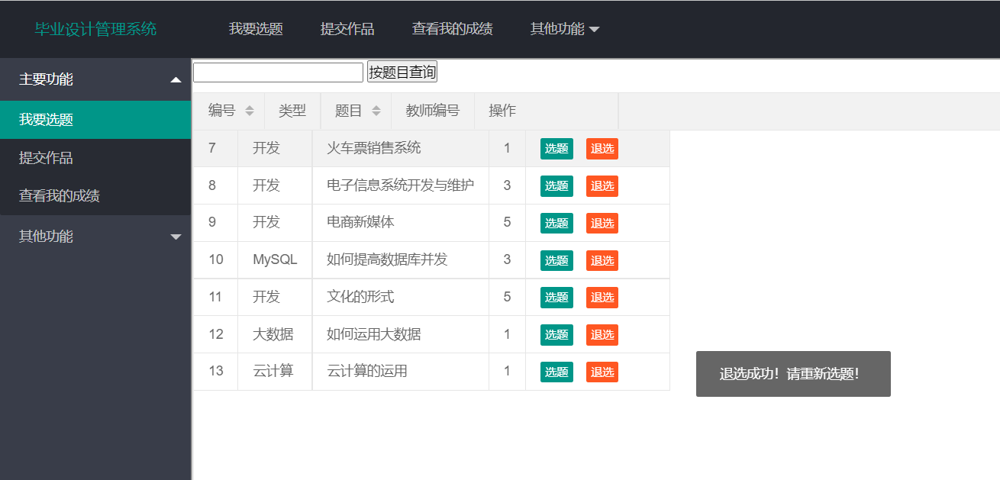 毕业设计管理系统 我要选题 提交作品 查看我的成绩 其他功能
主要功能
我要选题
提交作品
查看我的成绩
其他功能
按题目查询
编号 类型 题目 教师编号 操作
7 开发 火车票销售系统 1 选题 退选
8 开发 电子信息系统开发与维护 3 选题 退选
9 开发 电商新媒体 5 选题 退选
10 MySQL 如何提高数据库并发 3 选题 退选
11 开发 文化的形式 5 选题 退选
12 大数据 如何运用大数据 1 选题 退选
13 云计算 云计算的运用 1 选题 退选
退选成功！请重新选题！